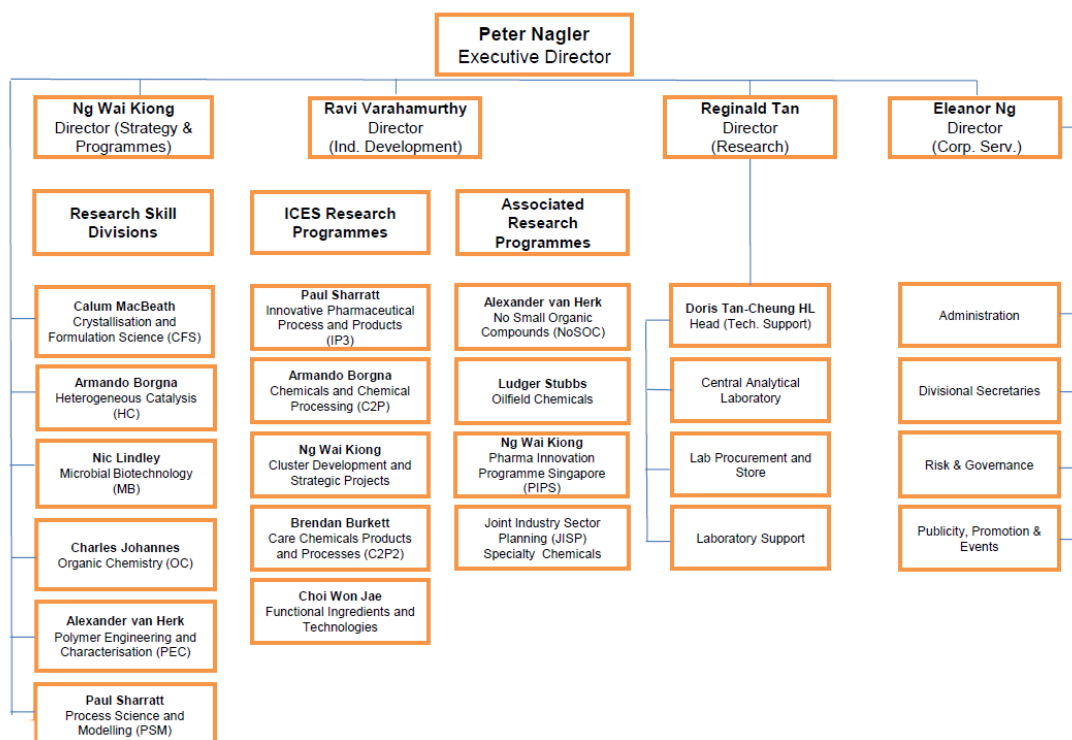 Peter Nagler
Executive Director
Ng Wai Kiong
Director (Strategy &
Programmes)
Ravi Varahamurthy
Director
(Ind. Development)
Reginald Tan
Director
(Research)
Eleanor Ng
Director
(Corp. Serv.)
Research Skill
Divisions
ICES Research
Programmes
Associated
Research
Programmes
Calum MacBeath
Crystallisation and
Formulation Science (CFS)
Armando Borgna
Heterogeneous Catalysis
(HC)
Nic Lindley
Microbial Biotechnology
(MB)
Charles Johannes
Organic Chemistry (OC)
Alexander van Herk
Polymer Engineering and
Characterisation (PEC)
Paul Sharratt
Process Science and
Modelling (PSM)
Paul Sharratt
Innovative Pharmaceutical
Process and Products
(IP3)
Armando Borgna
Chemicals and Chemical
Processing (C2P)
Ng Wai Kiong
Cluster Development and
Strategic Projects
Brendan Burkett
Care Chemicals Products
and Processes (C2P2)
Choi Won Jae
Functional Ingredients and
Technologies
Alexander van Herk
No Small Organic
Compounds (NoSOC)
Ludger Stubbs
Oilfield Chemicals
Ng Wai Kiong
Pharma Innovation
Programme Singapore
(PIPS)
Joint Industry Sector
Planning (JISP)
Specialty Chemicals
Doris Tan-Cheung HL
Head (Tech. Support)
Central Analytical
Laboratory
Lab Procurement and
Store
Laboratory Support
Administration
Divisional Secretaries
Risk & Governance
Publicity, Promotion &
Events